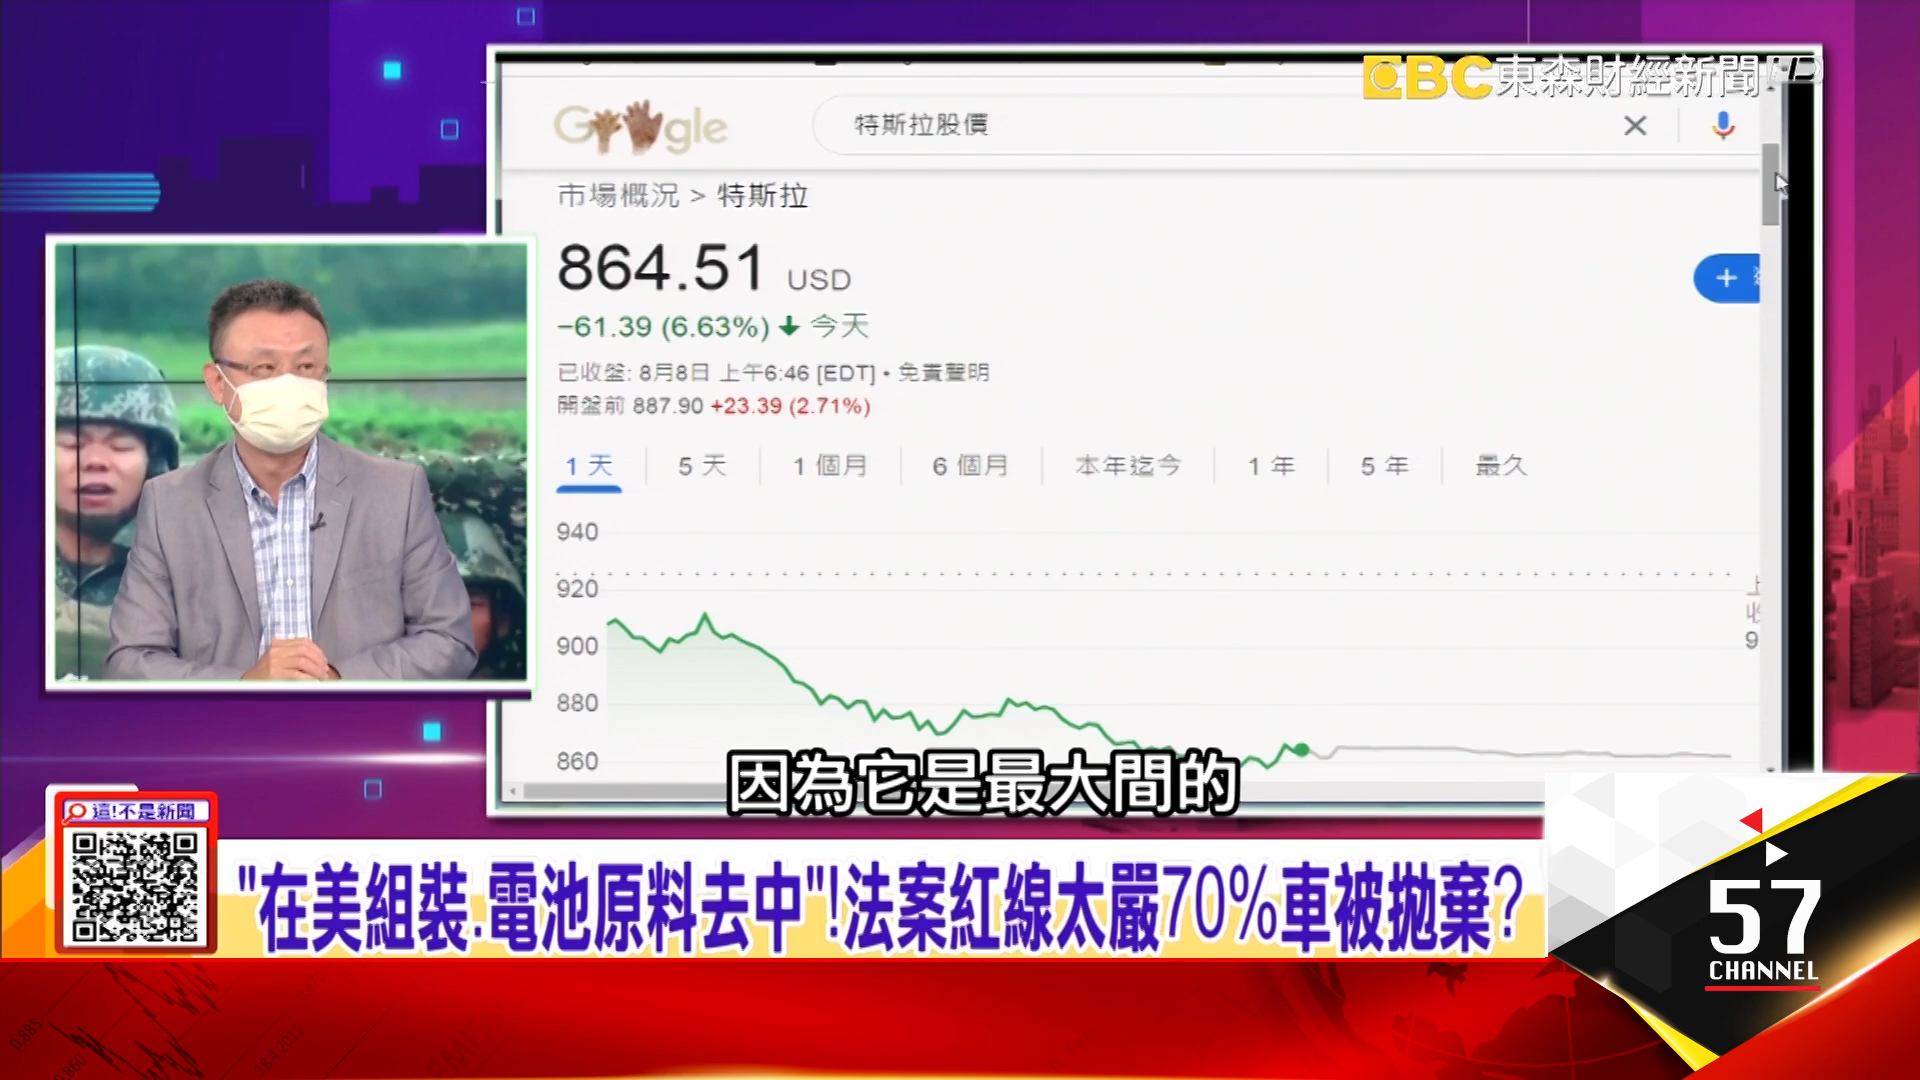 EBC東森財經新聞HD
Google
特斯拉股價
市場概況 > 特斯拉
864.51 USD
−61.39 (6.63%) 今天
已收盤: 8月8日 上午6:46 [EDT] • 免責聲明
開盤前 887.90 +23.39 (2.71%)
1 天
5 天
1 個月
6 個月
本年迄今
1 年
5 年
最久
940
920
900
880
860
因為它是最大間的
這!不是新聞
"在美組裝.電池原料去中"!法案紅線太嚴70%車被拋棄?
57
CHANNEL